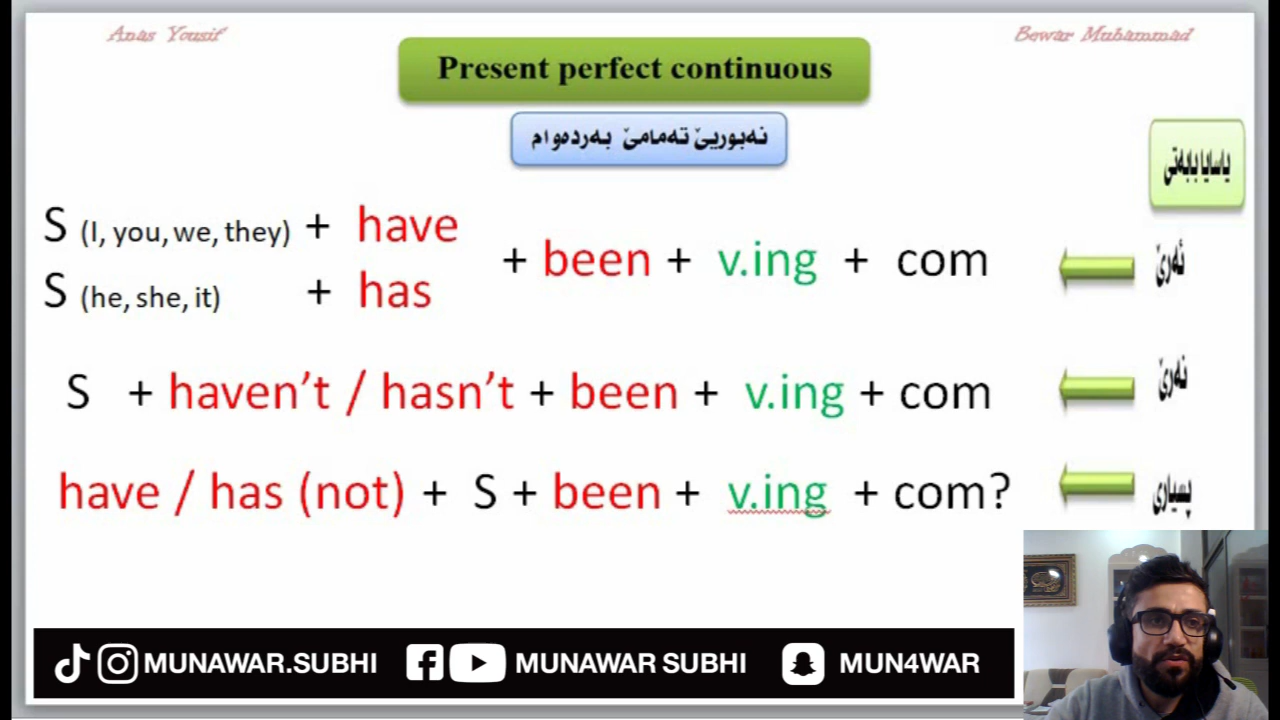 Anas Yousif
Bewar Muhammad
Present perfect continuous
نەبوریێ تەمامێ بەردەوام
یاسایا بابەتی
S (I, you, we, they) + have
S (he, she, it) + has
+ been + v.ing + com
ئەرێ
S + haven’t / hasn’t + been + v.ing + com
نەرێ
have / has (not) + S + been + v.ing + com?
پسیاری
MUNAWAR.SUBHI
MUNAWAR SUBHI
MUN4WAR